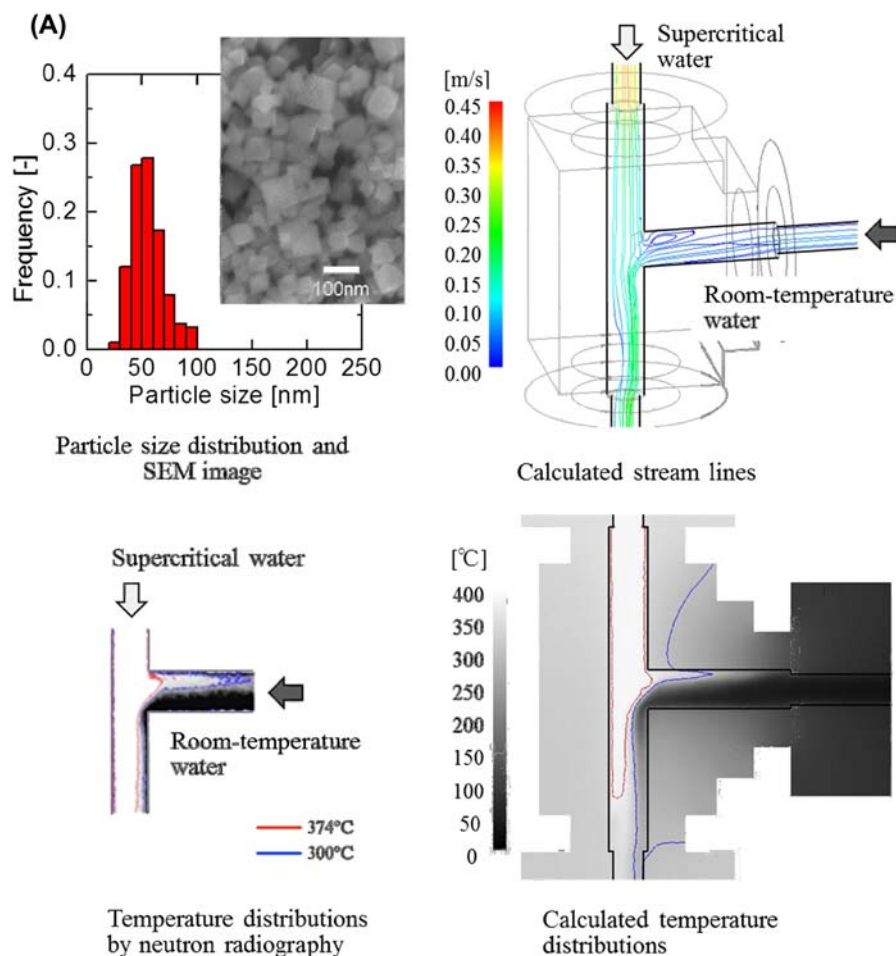 (A)
Frequency [-]
0.4
0.3
0.2
0.1
0.0
0
50
100
150
200
250
Particle size [nm]
100nm
Particle size distribution and
SEM image
Supercritical
water
[m/s]
0.45
0.40
0.35
0.30
0.25
0.20
0.15
0.10
0.05
0.00
Room-temperature
water
Calculated stream lines
Supercritical water
Room-temperature
water
374°C
300°C
Temperature distributions
by neutron radiography
[℃]
400
350
300
250
200
150
100
50
0
Calculated temperature
distributions